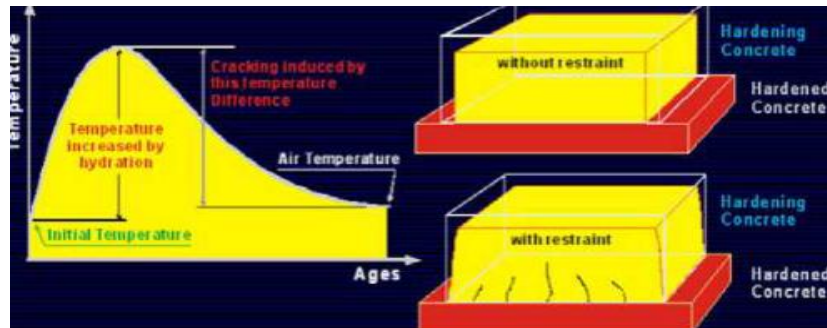 Temperature
Temperature
increased by
hydration
Initial Temperature
Cracking induced by
this temperature
Difference
Air Temperature
Ages
without restraint
Hardening
Concrete
Hardened
Concrete
with restraint
Hardening
Concrete
Hardened
Concrete